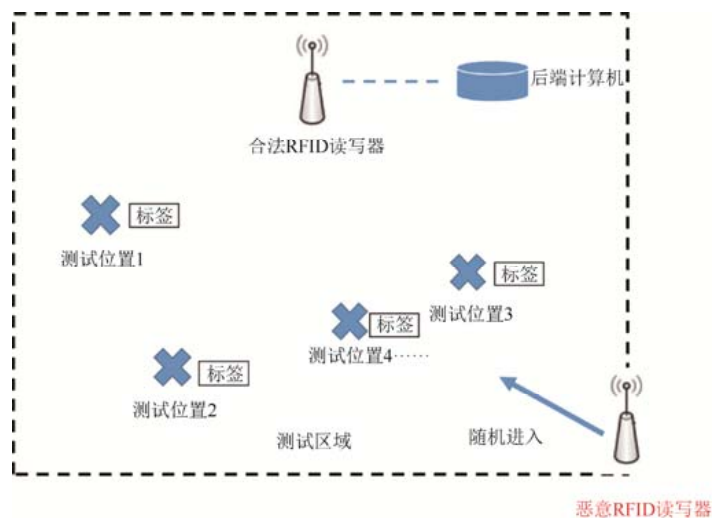 后端计算机
合法RFID读写器
标签
测试位置1
标签
测试位置3
标签
测试位置4……
标签
测试位置2
测试区域
随机进入
恶意RFID读写器